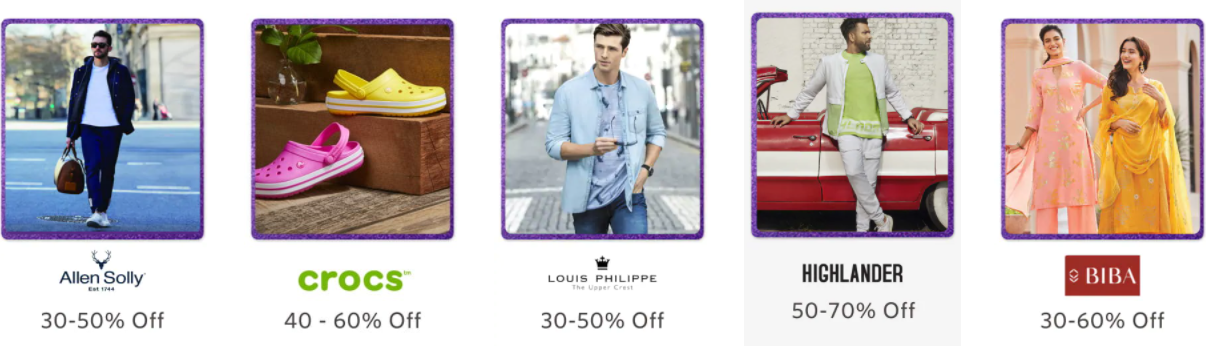 Allen Solly
Est 1744
30-50% Off
crocs™
40 - 60% Off
LOUIS PHILIPPE
The Upper Crest
30-50% Off
HIGHLANDER
50-70% Off
BIBA
30-60% Off